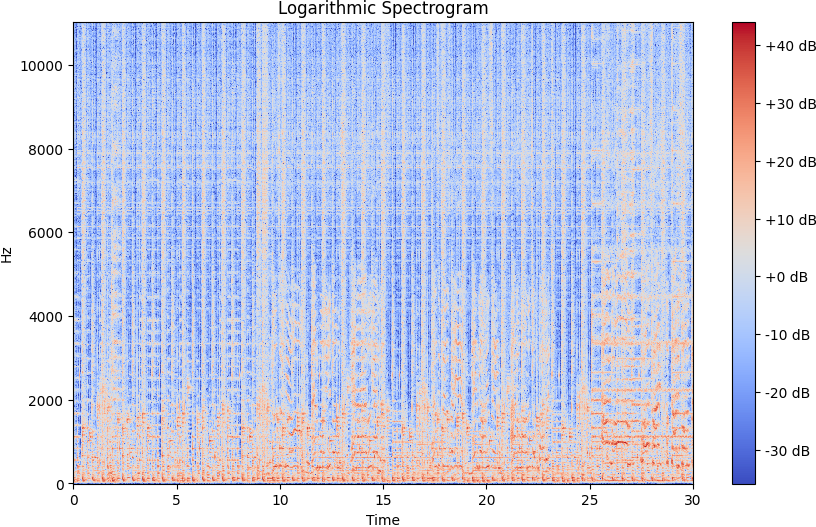 Logarithmic Spectrogram
Hz
10000
8000
6000
4000
2000
0
0 5 10 15 20 25 30
Time
+40 dB
+30 dB
+20 dB
+10 dB
+0 dB
-10 dB
-20 dB
-30 dB